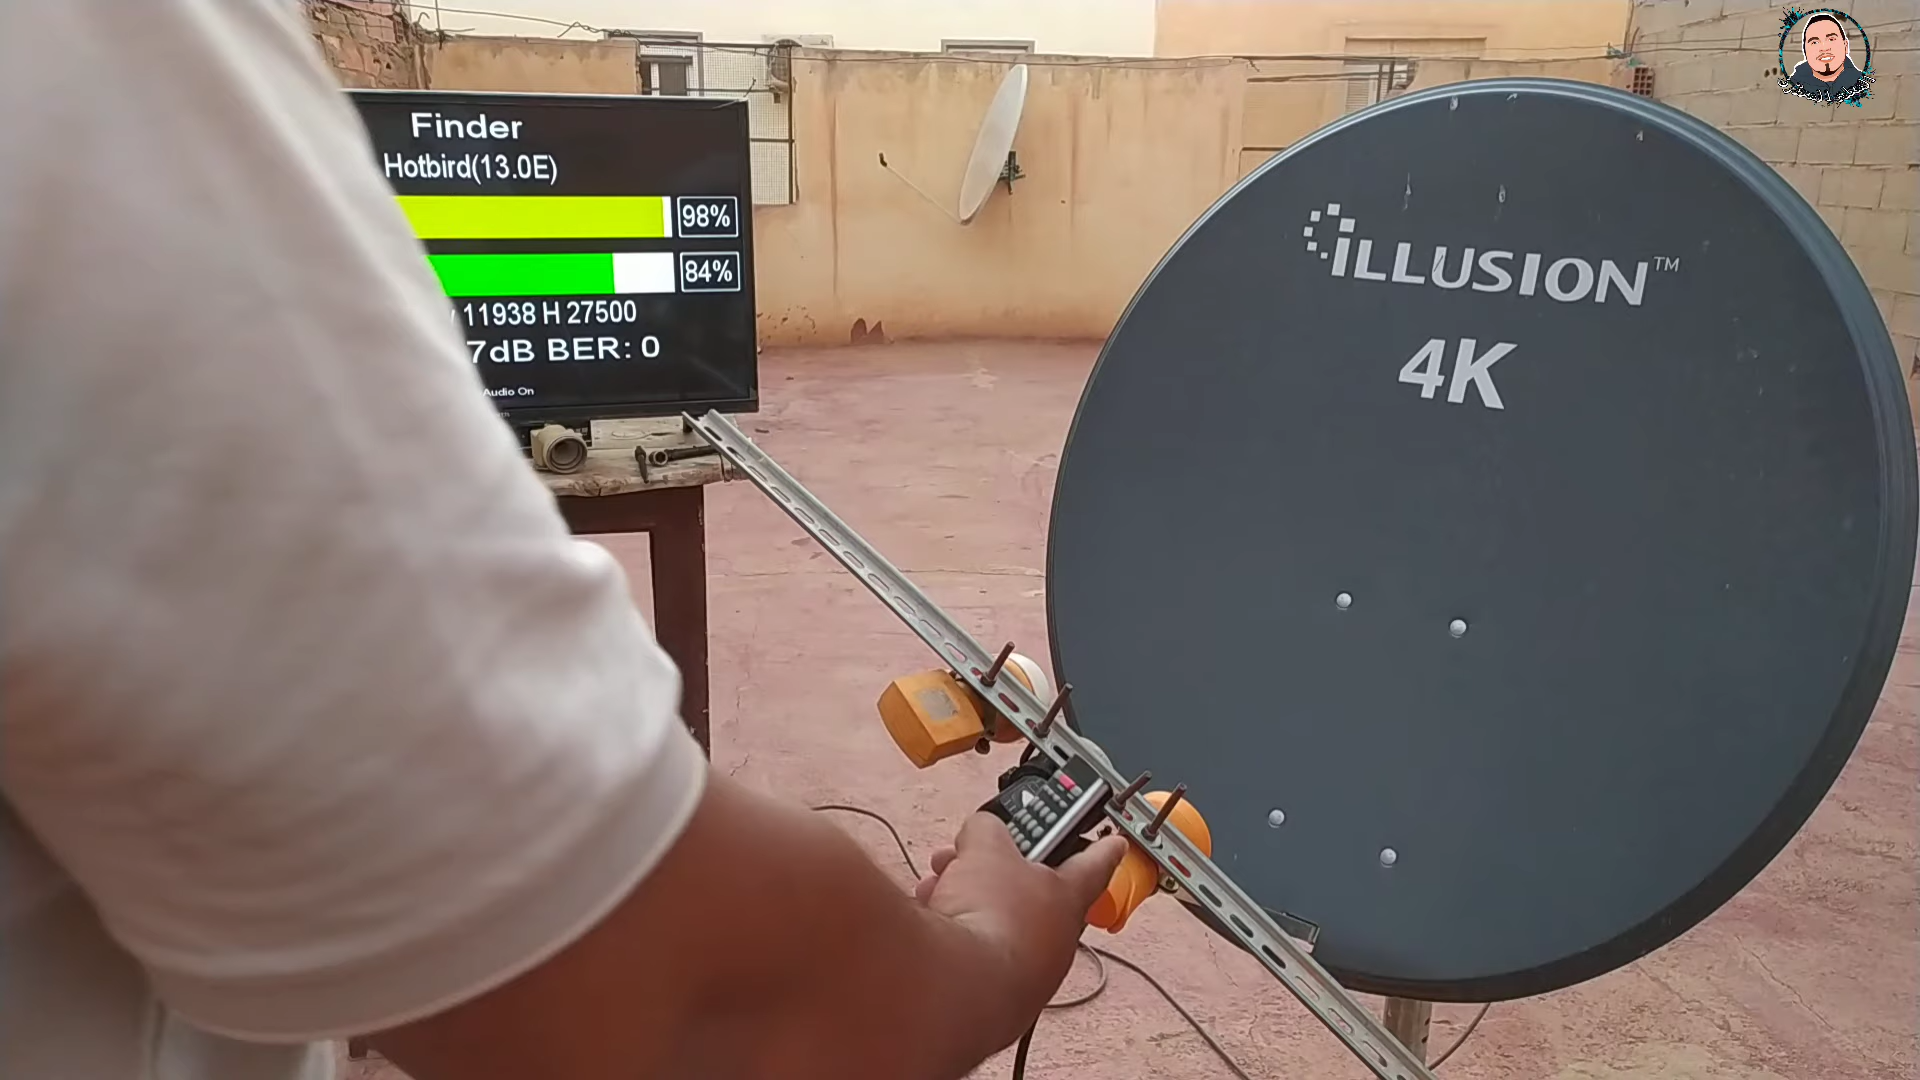 Finder
Hotbird(13.0E)
98%
84%
11938 H 27500
7dB BER: 0
Audio On
iLLUSION™
4K